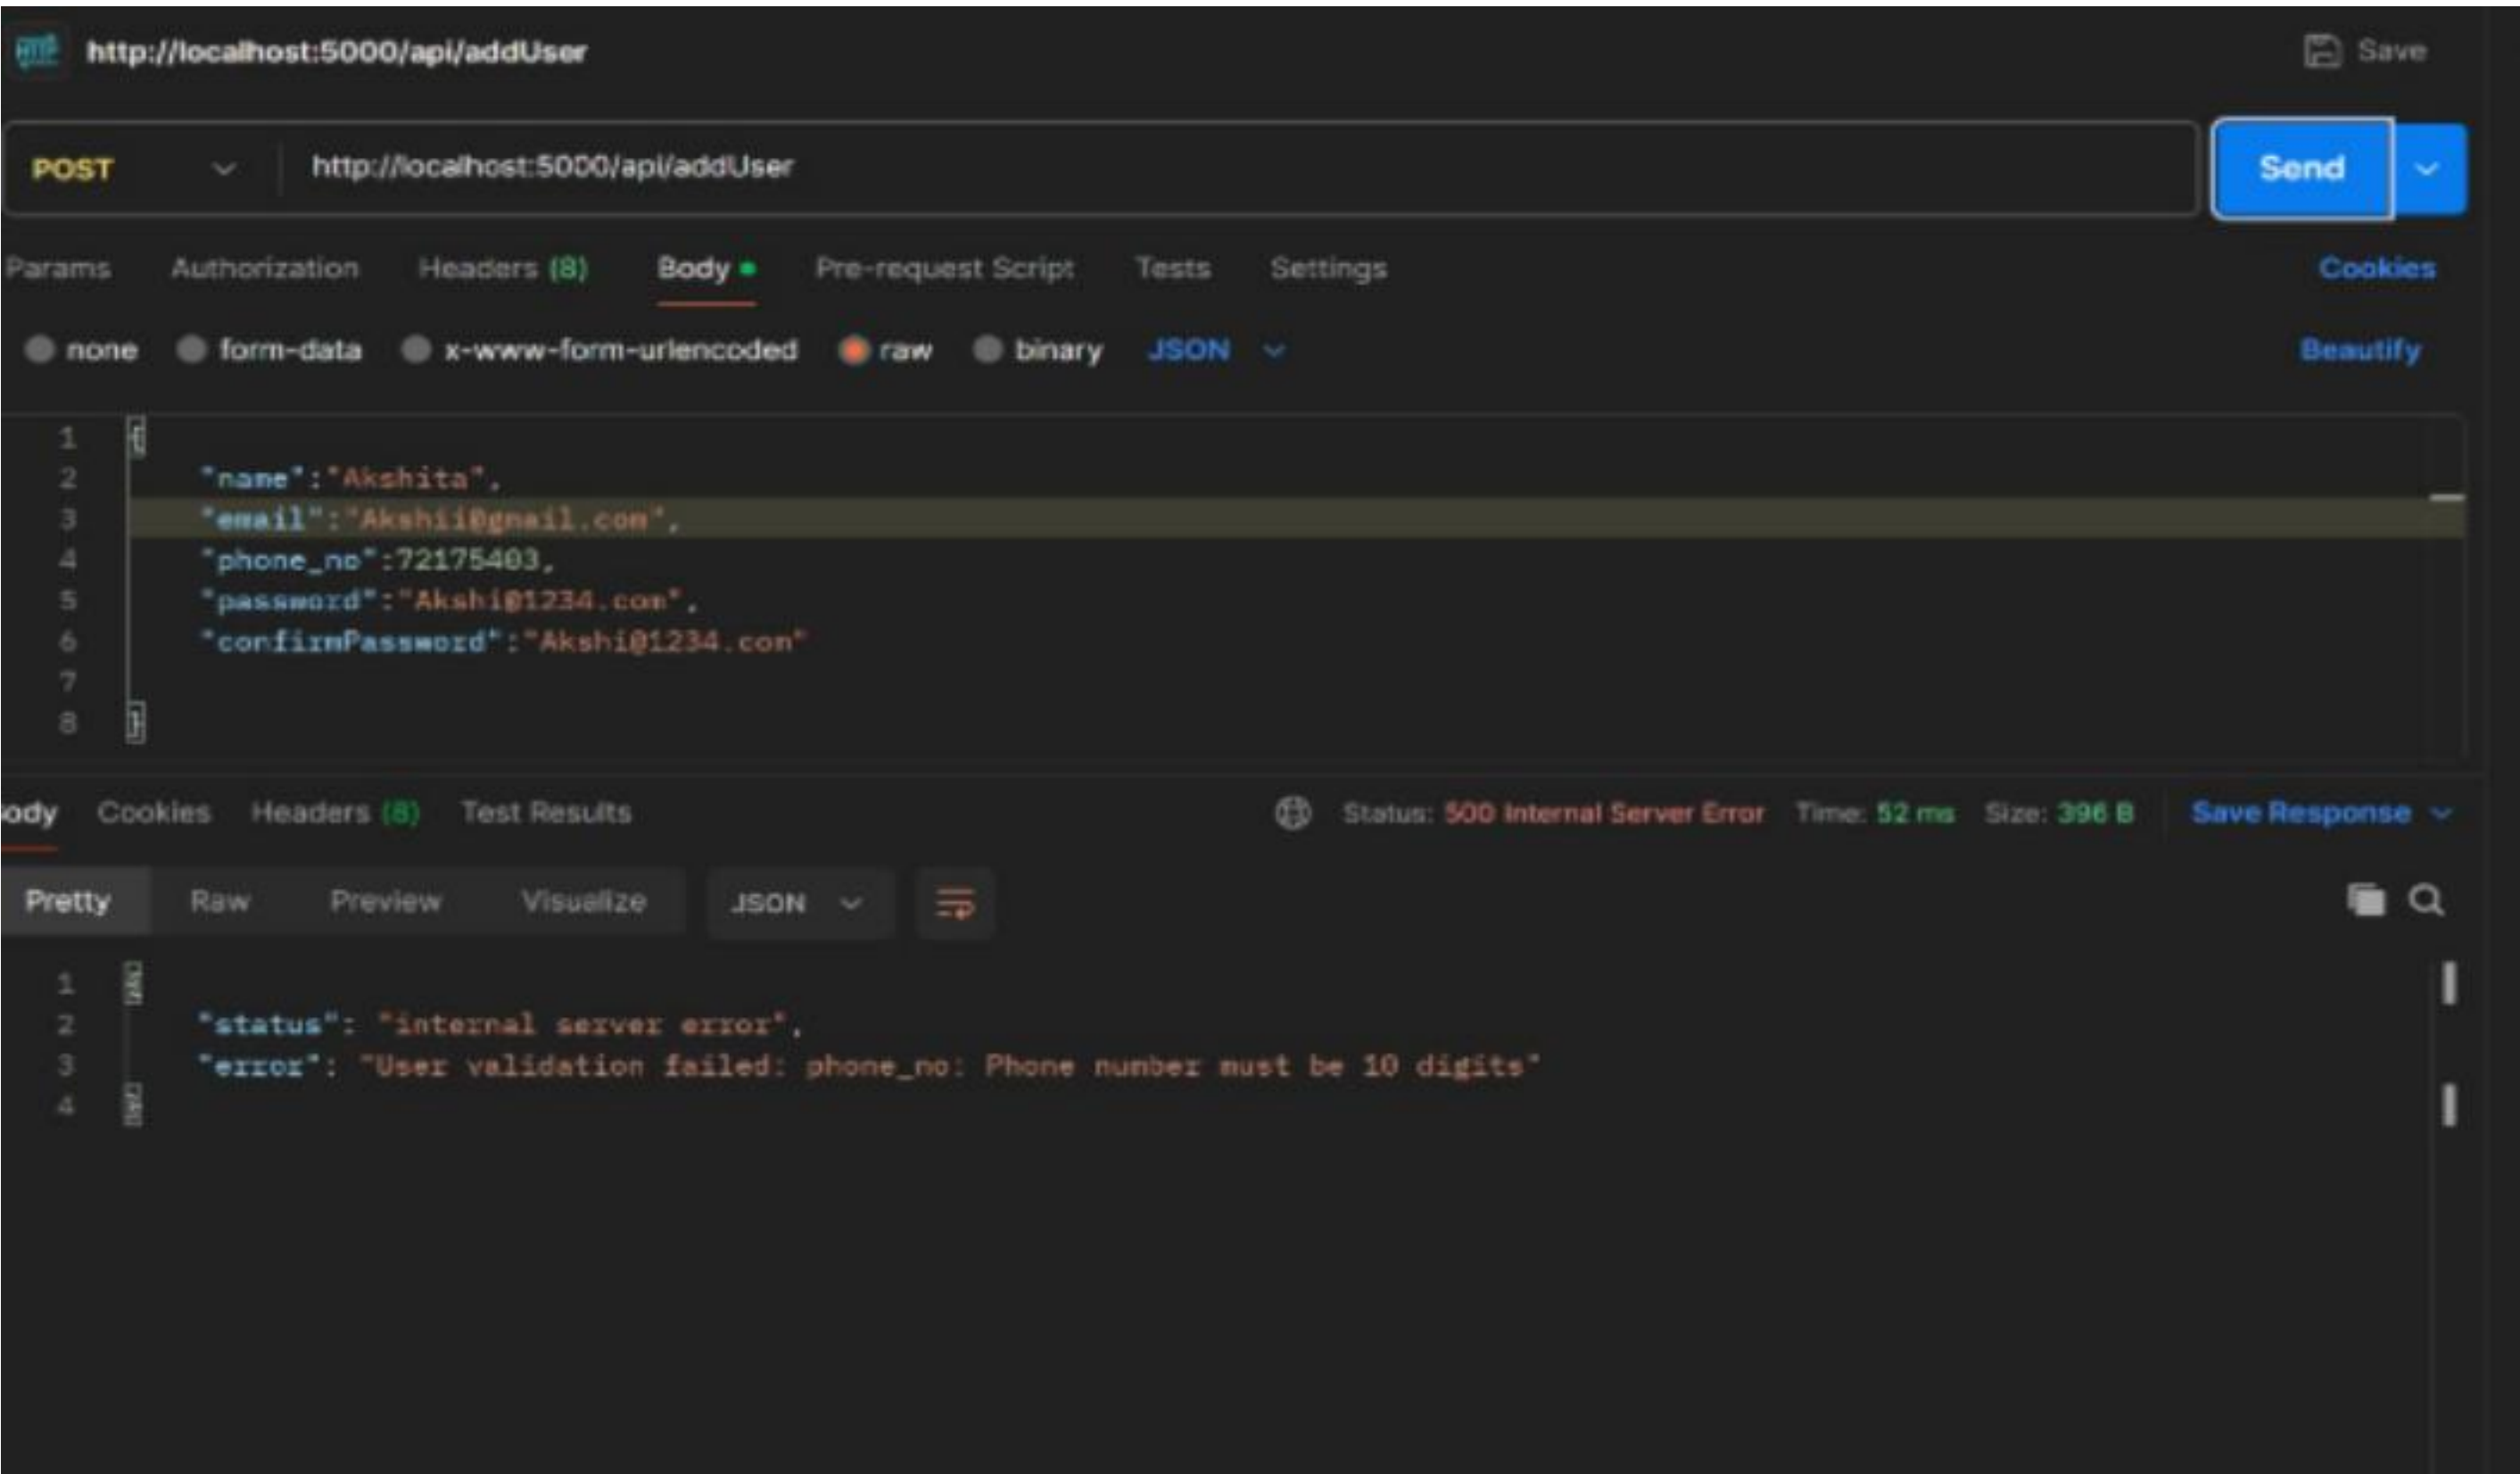 HTTP http://localhost:5000/api/addUser Save
POST http://localhost:5000/api/addUser Send
Params Authorization Headers (8) Body Pre-request Script Tests Settings Cookies
none form-data x-www-form-urlencoded raw binary JSON Beautify
1 {
2 "name":"Akshita",
3 "email":"Akshii@gmail.com",
4 "phone_no":72175403,
5 "password":"Akshi@1234.com",
6 "confirmPassword":"Akshi@1234.com"
7
8 }
ody Cookies Headers (8) Test Results Status: 500 Internal Server Error Time: 52 ms Size: 396 B Save Response
Pretty Raw Preview Visualize JSON
1 {
2 "status": "internal server error",
3 "error": "User validation failed: phone_no: Phone number must be 10 digits"
4 }